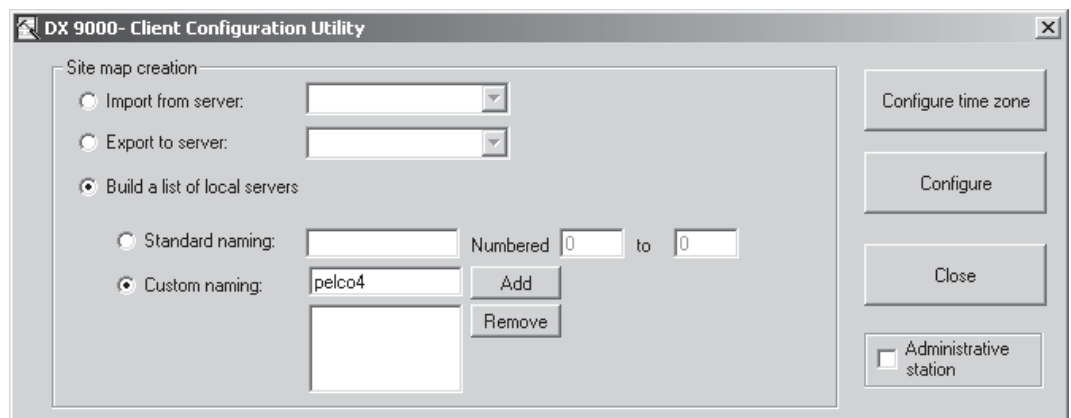 DX 9000- Client Configuration Utility
Site map creation
Import from server:
Export to server:
Build a list of local servers
Standard naming:
Numbered 0 to 0
Custom naming:
pelco4
Add
Remove
Configure time zone
Configure
Close
Administrative
station